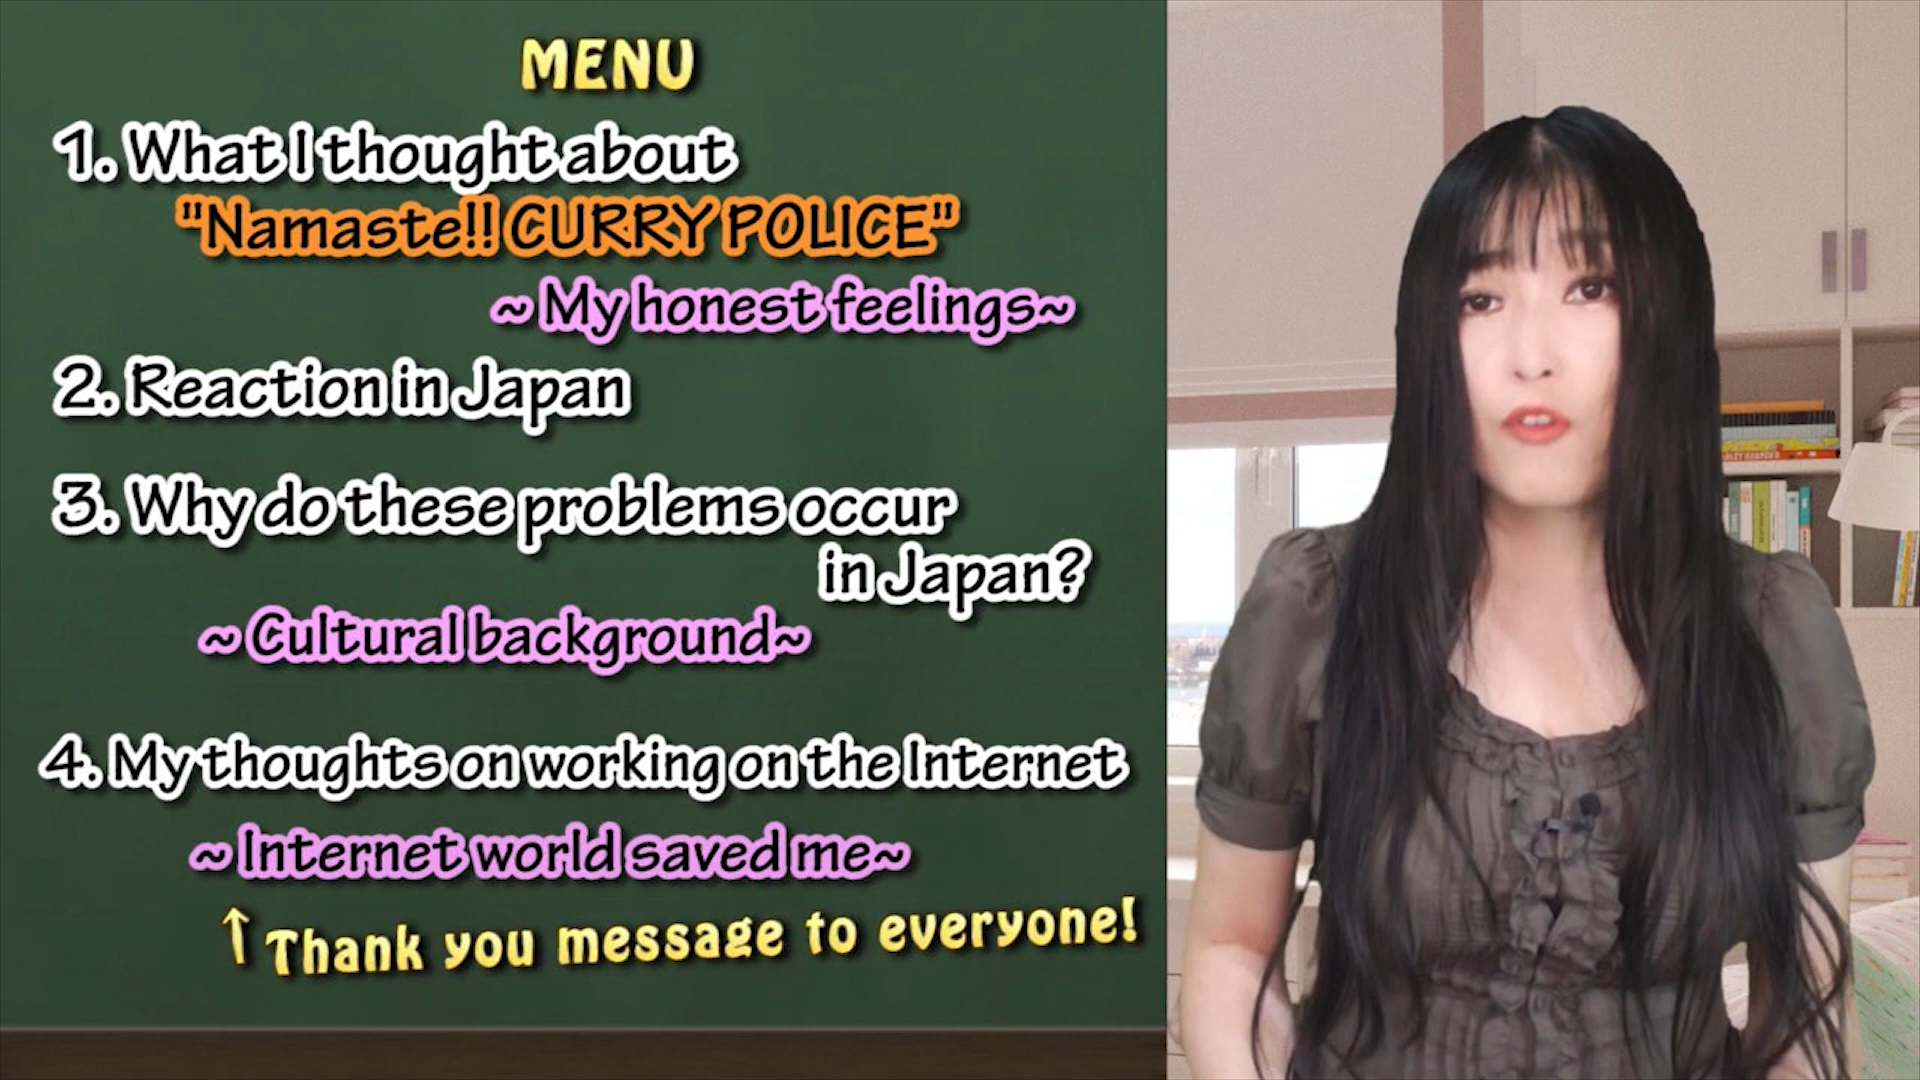 MENU
1. What I thought about
"Namaste!! CURRY POLICE"
~ My honest feelings~
2. Reaction in Japan
3. Why do these problems occur
in Japan?
~ Cultural background~
4. My thoughts on working on the Internet
~ Internet world saved me~
↑ Thank you message to everyone!